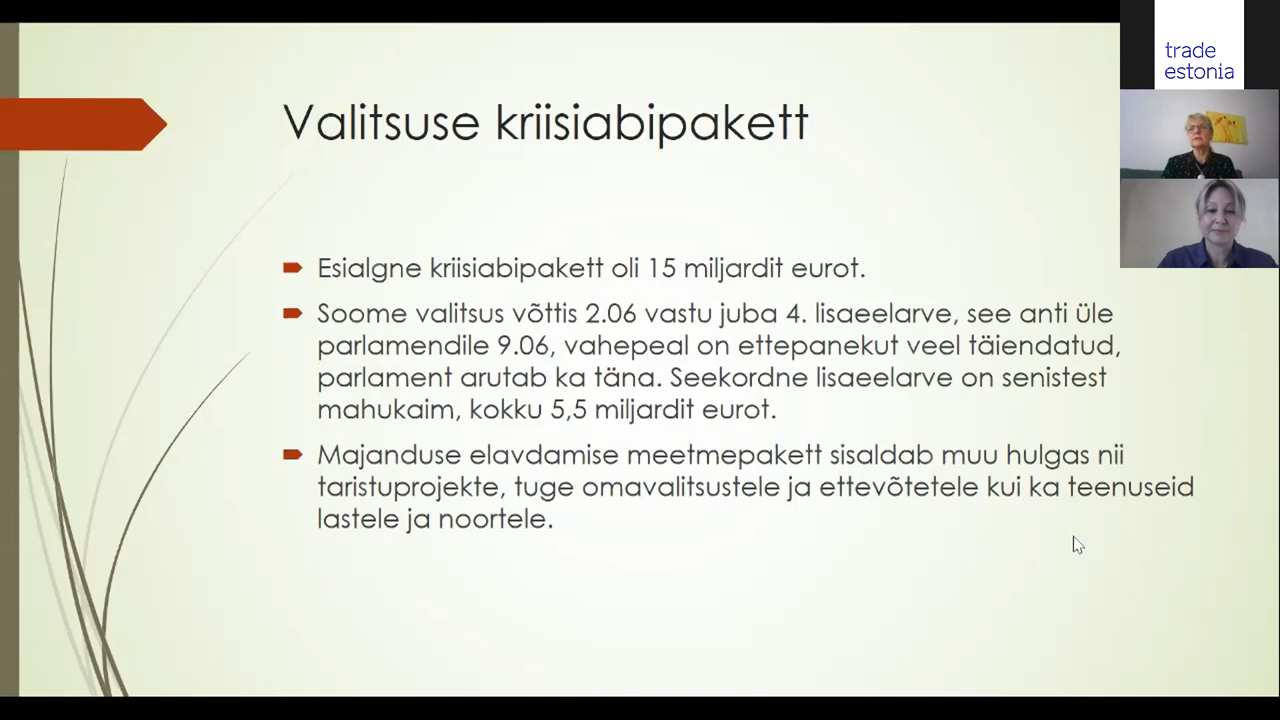 trade
estonia
Valitsuse kriisiabipakett
Esialgne kriisiabipakett oli 15 miljardit eurot.
Soome valitsus võttis 2.06 vastu juba 4. lisaeelarve, see anti üle
parlamendile 9.06, vahepeal on ettepanekut veel täiendatud,
parlament arutab ka täna. Seekordne lisaeelarve on senistest
mahukaim, kokku 5,5 miljardit eurot.
Majanduse elavdamise meetmepakett sisaldab muu hulgas nii
taristuprojekte, tuge omavalitsustele ja ettevõtetele kui ka teenuseid
lastele ja noortele.